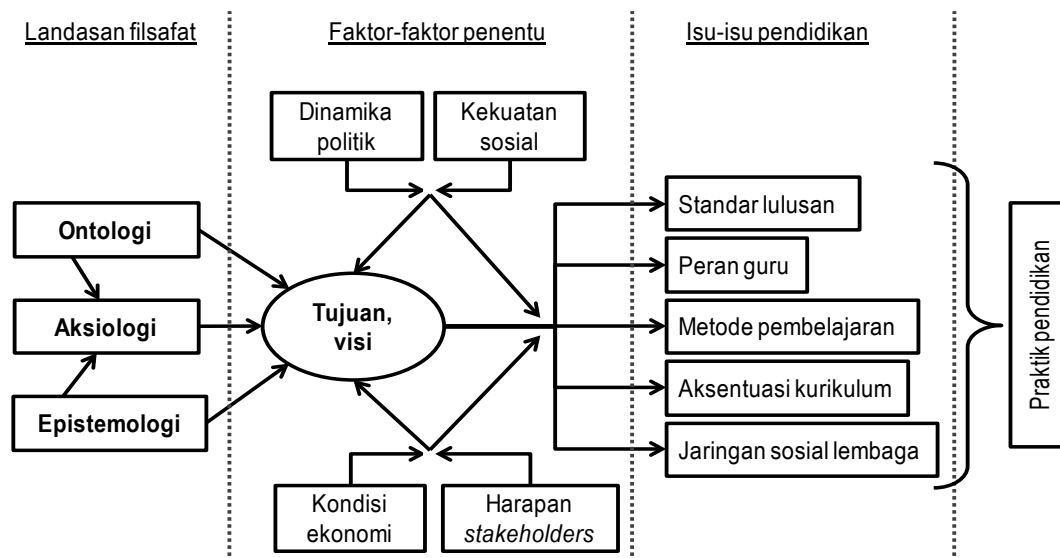 Landasan filsafat
Faktor-faktor penentu
Isu-isu pendidikan
Dinamika
politik
Kekuatan
sosial
Ontologi
Aksiologi
Epistemologi
Tujuan,
visi
Kondisi
ekonomi
Harapan
stakeholders
Standar lulusan
Peran guru
Metode pembelajaran
Aksentuasi kurikulum
Jaringan sosial lembaga
Praktik pendidikan